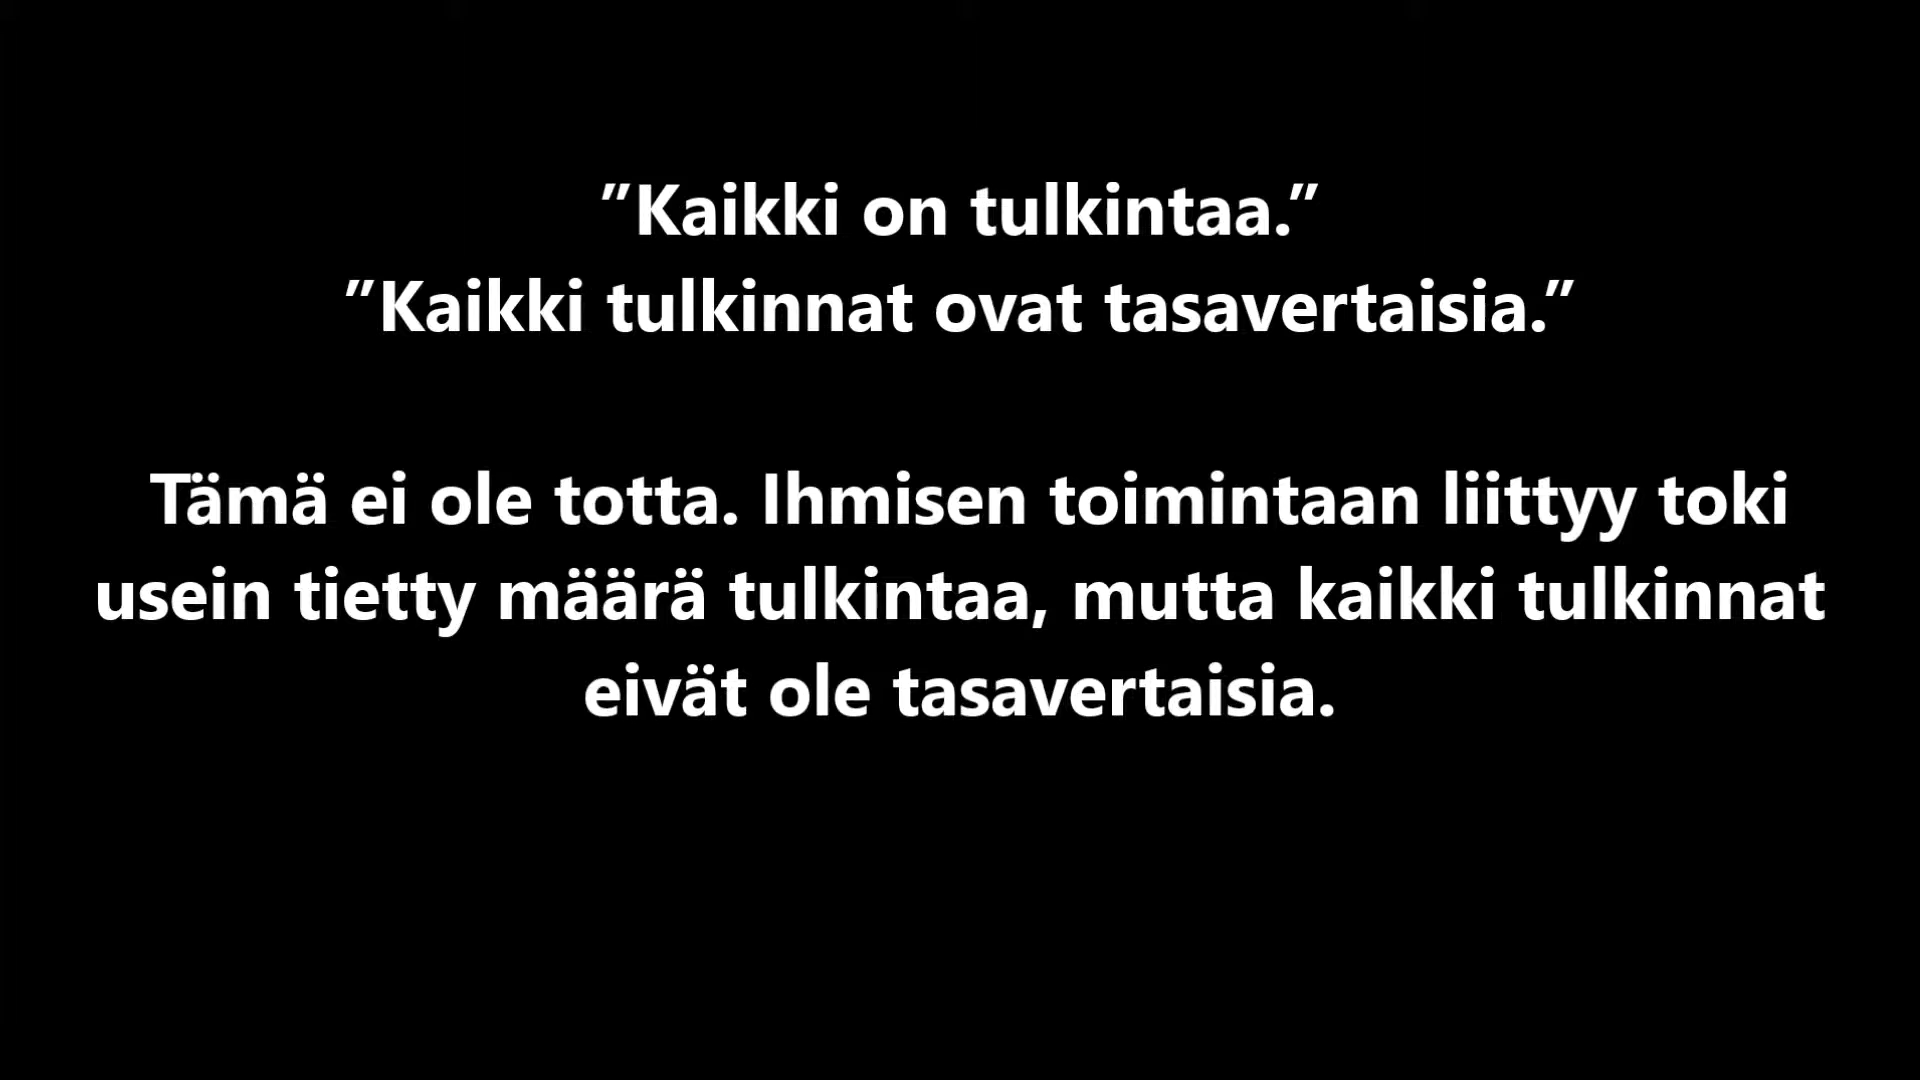 ”Kaikki on tulkintaa.”
”Kaikki tulkinnat ovat tasavertaisia.”
Tämä ei ole totta. Ihmisen toimintaan liittyy toki
usein tietty määrä tulkintaa, mutta kaikki tulkinnat
eivät ole tasavertaisia.